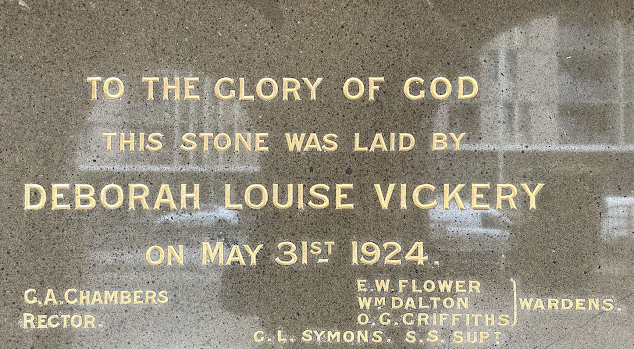 TO THE GLORY OF GOD
THIS STONE WAS LAID BY
DEBORAH LOUISE VICKERY
ON MAY 31ST 1924.
G.A. CHAMBERS
RECTOR.
E.W. FLOWER
WM DALTON
O.G. GRIFFITHS
WARDENS.
G.L. SYMONS. S.S. SUPT